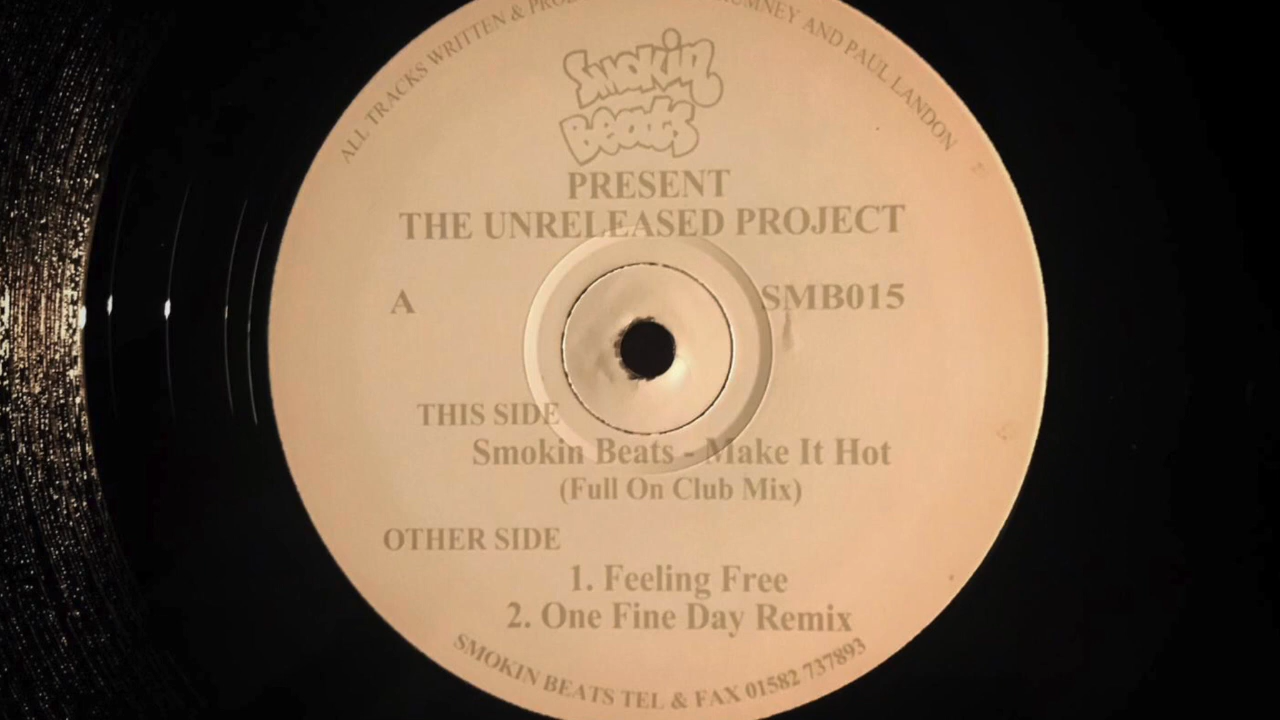 ALL TRACKS WRITTEN & AND PAUL LANDON
Smokin
Beats
PRESENT
THE UNRELEASED PROJECT
A SMB015
THIS SIDE
Smokin Beats - Make It Hot
(Full On Club Mix)
OTHER SIDE
1. Feeling Free
2. One Fine Day Remix
SMOKIN BEATS TEL & FAX 01582 737893